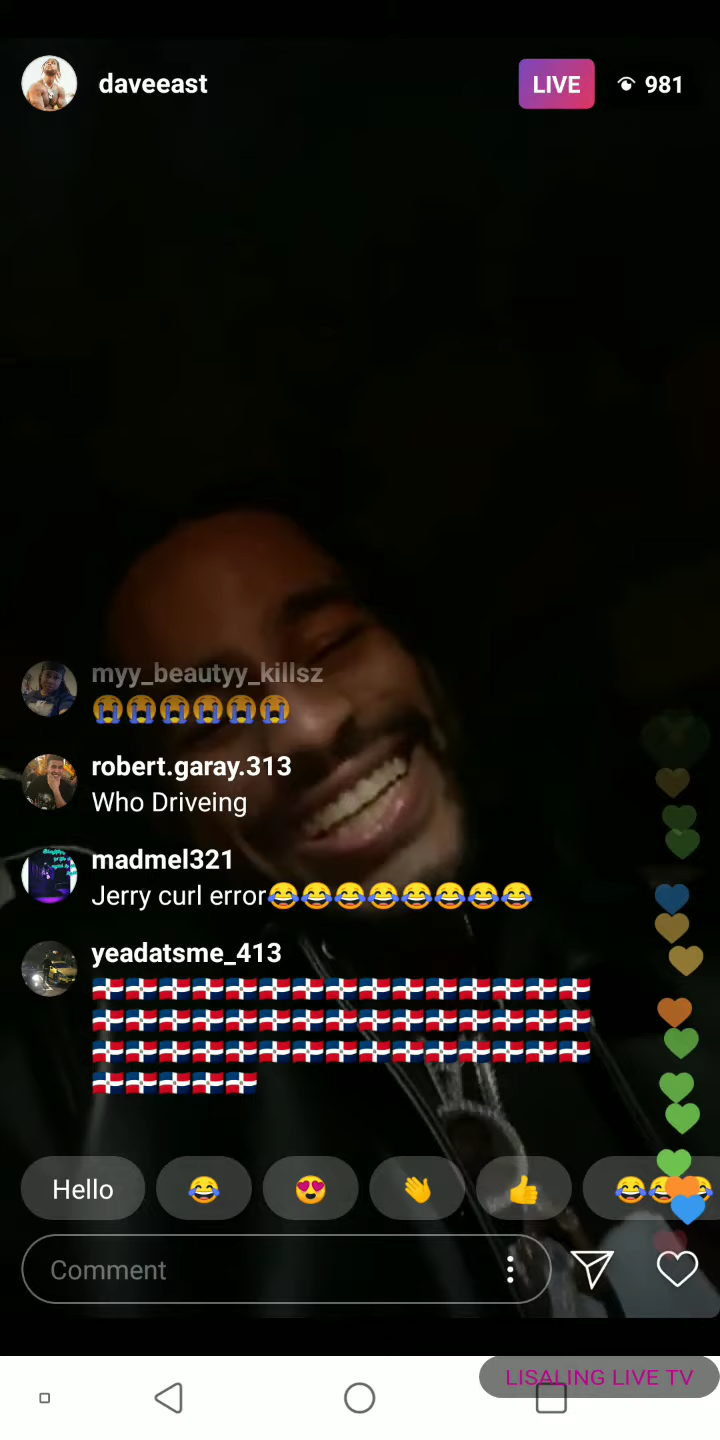 daveeast
LIVE
981
myy_beautyy_killsz
😭😭😭😭😭😭
robert.garay.313
Who Driveing
madmel321
Jerry curl error😂😂😂😂😂😂😂😂
yeadatsme_413
🇩🇴🇩🇴🇩🇴🇩🇴🇩🇴🇩🇴🇩🇴🇩🇴🇩🇴🇩🇴🇩🇴🇩🇴🇩🇴🇩🇴🇩🇴
🇩🇴🇩🇴🇩🇴🇩🇴🇩🇴🇩🇴🇩🇴🇩🇴🇩🇴🇩🇴🇩🇴🇩🇴🇩🇴🇩🇴🇩🇴
🇩🇴🇩🇴🇩🇴🇩🇴🇩🇴🇩🇴🇩🇴🇩🇴🇩🇴🇩🇴🇩🇴🇩🇴🇩🇴🇩🇴🇩🇴
🇩🇴🇩🇴🇩🇴🇩🇴🇩🇴
Hello 😂 😍 👋 👍 😂😂😂
Comment
LISALING LIVE TV